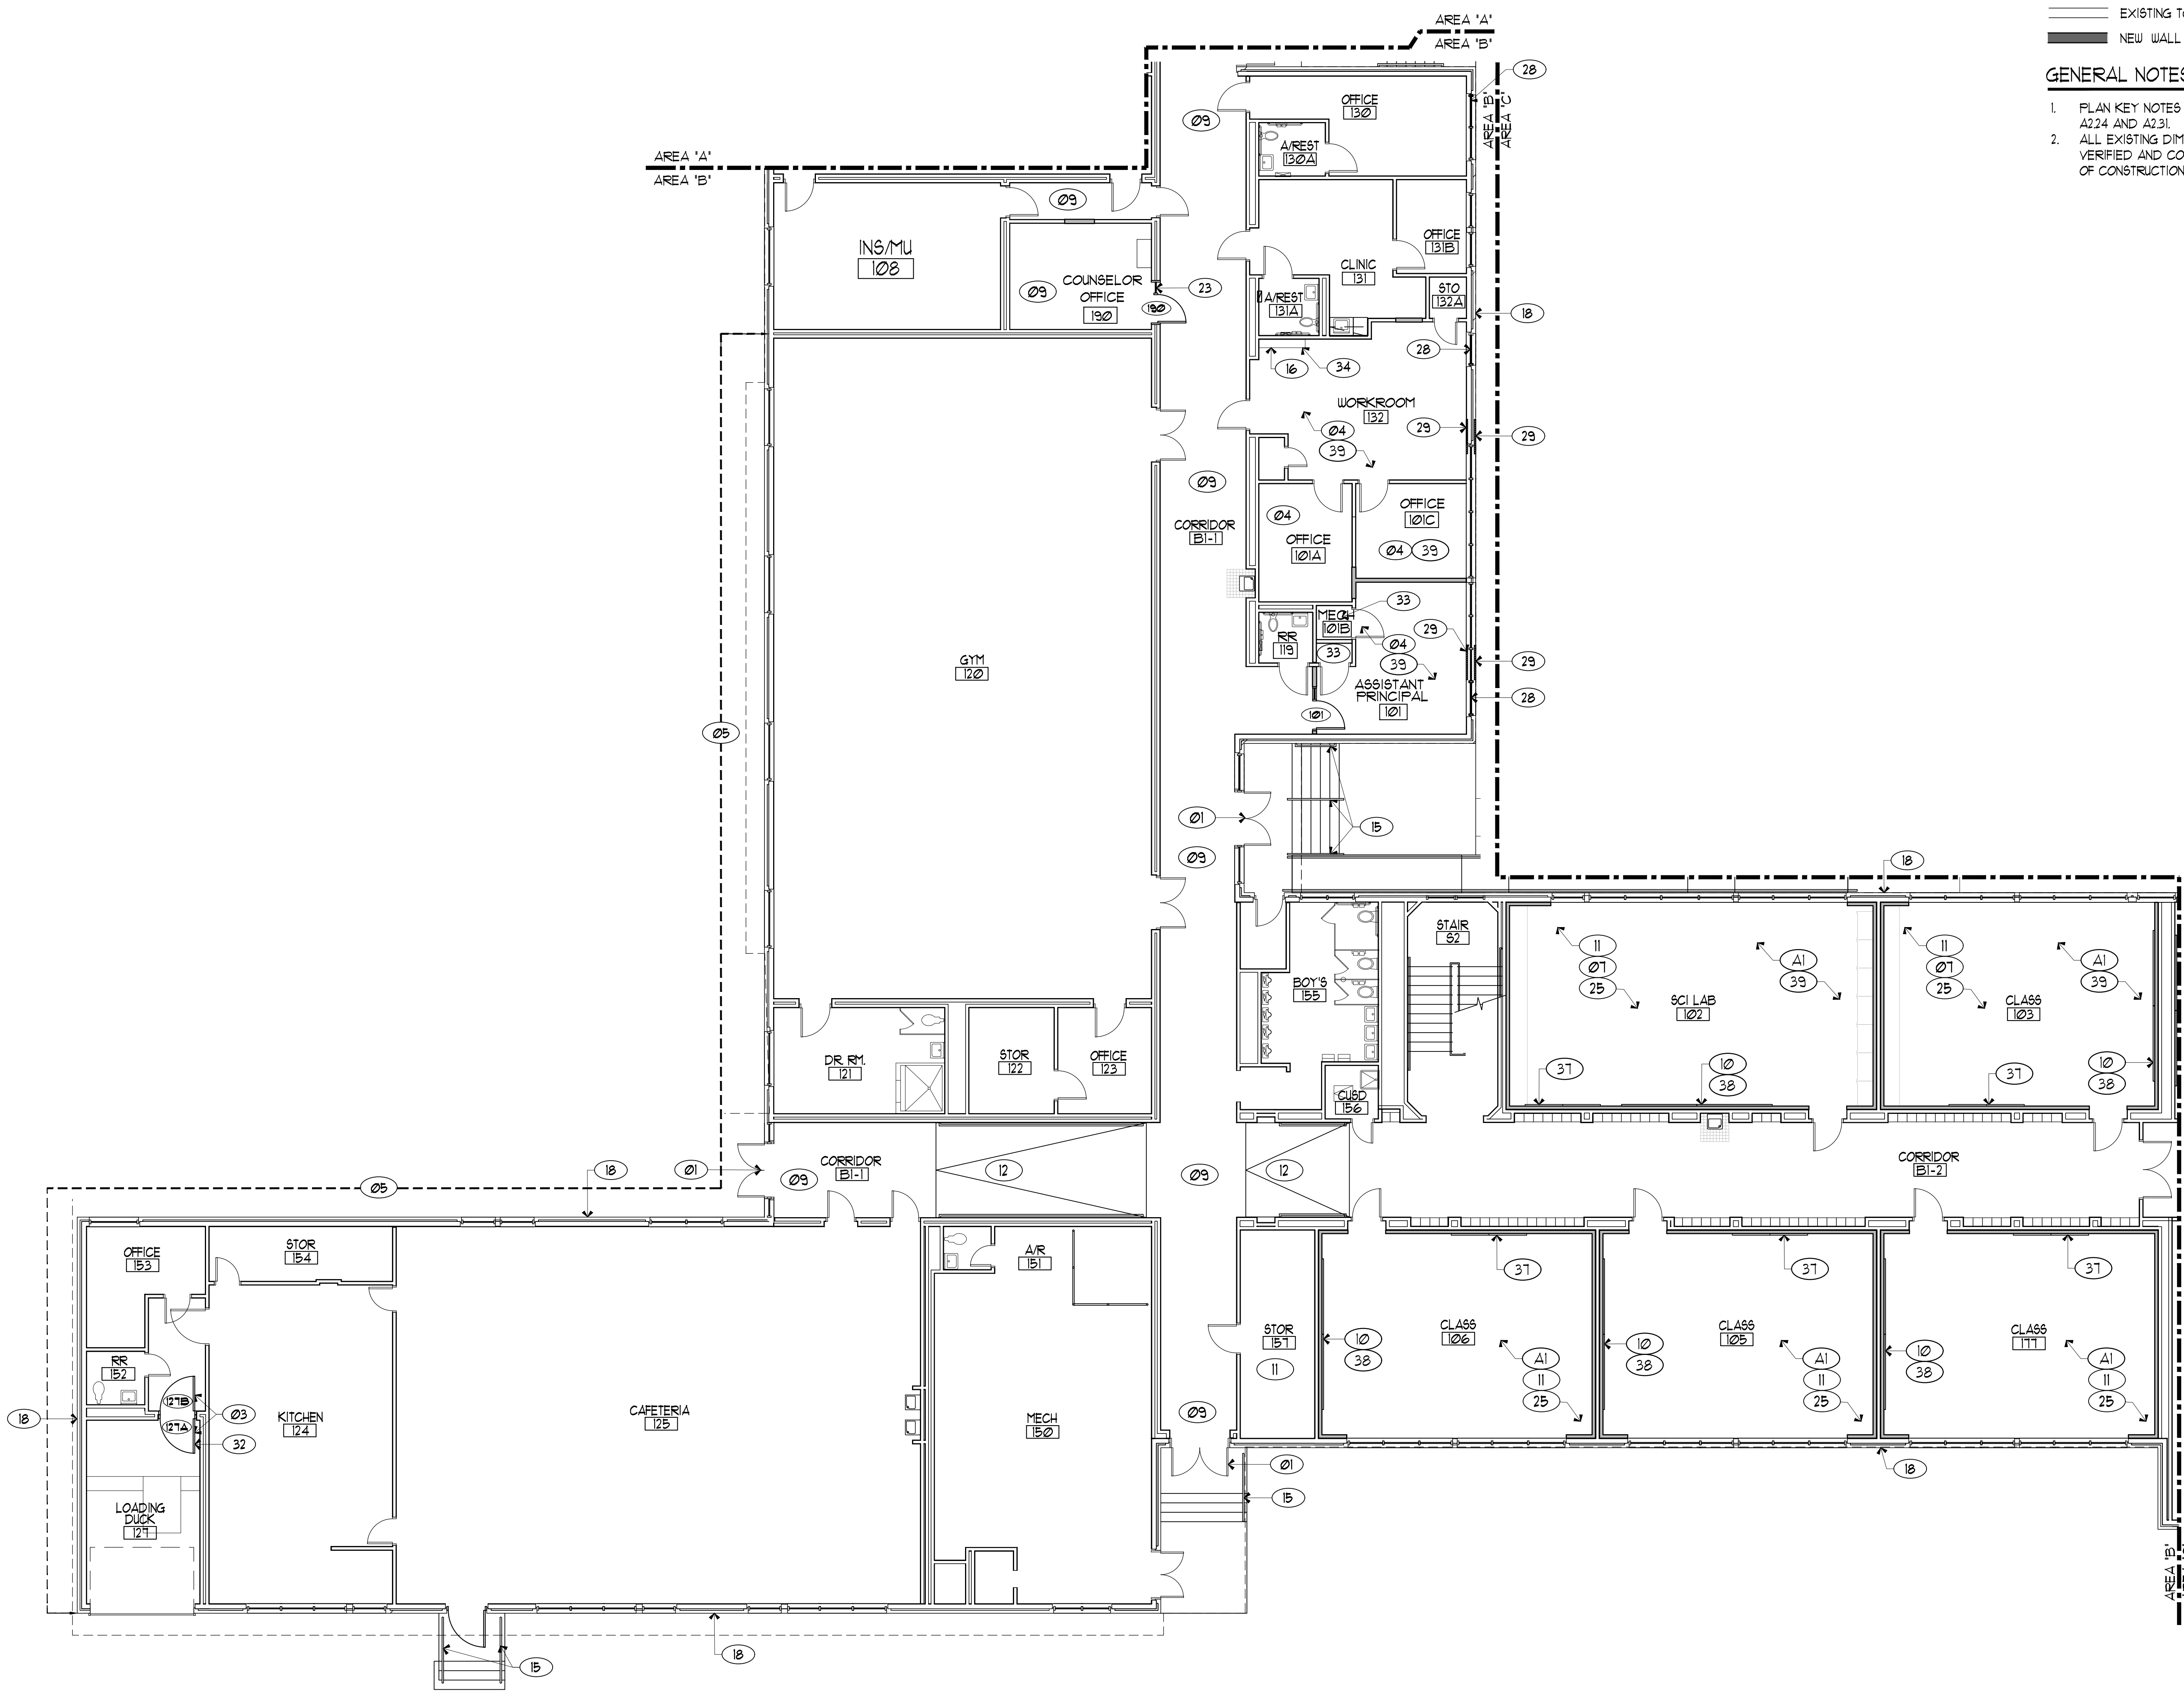 EXISTING
NEW WALL
GENERAL NOTES
1. PLAN KEY NOTES
A2.24 AND A2.31.
2. ALL EXISTING
VERIFIED AND
OF CONSTRUCTION
AREA "A"
AREA "B"
AREA "A"
AREA "B"
AREA "B"
AREA "C"
28
09
OFFICE
130
A/REST
130A
09
INS/MU
108
COUNSELOR
OFFICE
190
09
190
23
OFFICE
131B
CLINIC
131
A/REST
131A
STO
132A
18
28
16
34
WORKROOM
132
04
39
29
29
09
CORRIDOR
B1-1
04
OFFICE
101A
OFFICE
101C
04
39
MECH
101B
33
RR
119
33
04
39
29
29
28
ASSISTANT
PRINCIPAL
101
101
GYM
120
05
01
15
09
18
STAIR
S2
BOY'S
155
11
07
25
A1
39
SCI LAB
102
37
10
38
11
07
25
A1
39
CLASS
103
37
10
38
DR. RM.
121
STOR
122
OFFICE
123
CUSD
156
05
18
01
09
CORRIDOR
B1-1
12
09
12
CORRIDOR
B1-2
OFFICE
153
STOR
154
A/R
151
37
37
37
STOR
157
11
10
38
CLASS
106
A1
11
25
10
38
CLASS
105
A1
11
25
10
38
CLASS
177
A1
11
25
RR
152
127B
127A
03
32
18
KITCHEN
124
CAFETERIA
125
MECH
150
09
01
15
18
LOADING
DUCK
127
15
18
AREA "B"